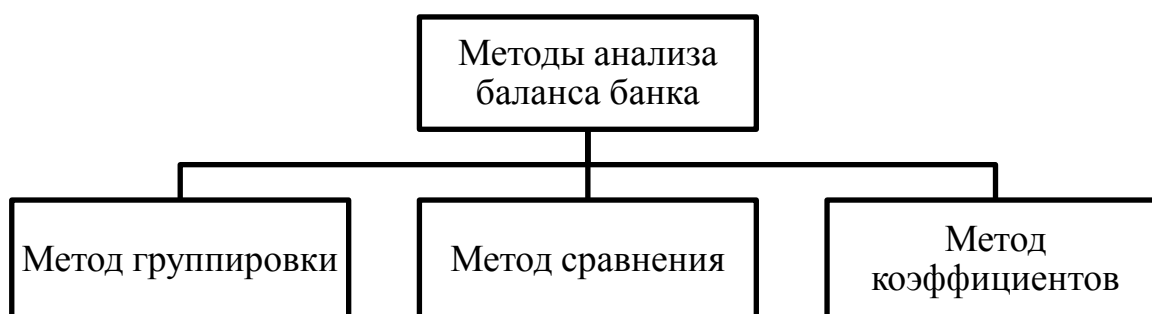 Методы анализа
баланса банка
Метод группировки
Метод сравнения
Метод
коэффициентов